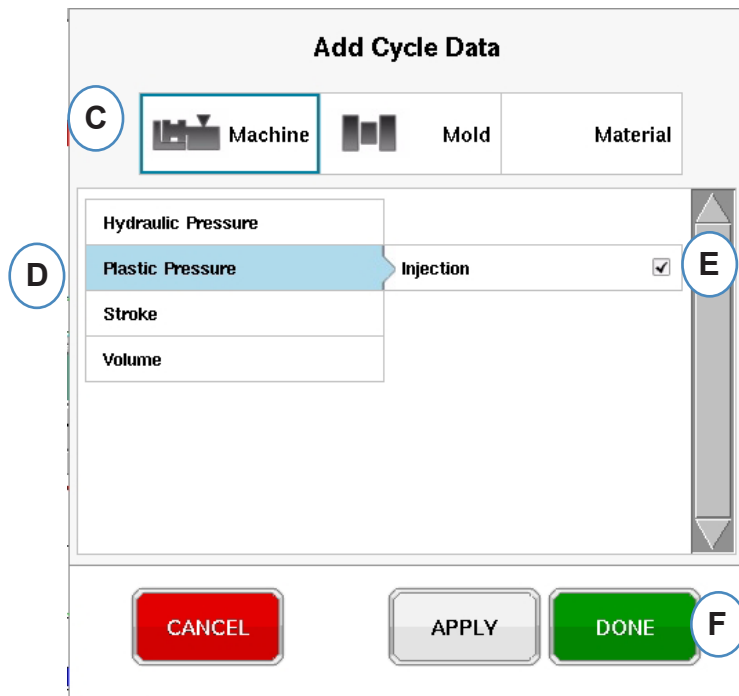 Add Cycle Data
C Machine Mold Material
Hydraulic Pressure
D Plastic Pressure Injection E
Stroke
Volume
CANCEL APPLY DONE F